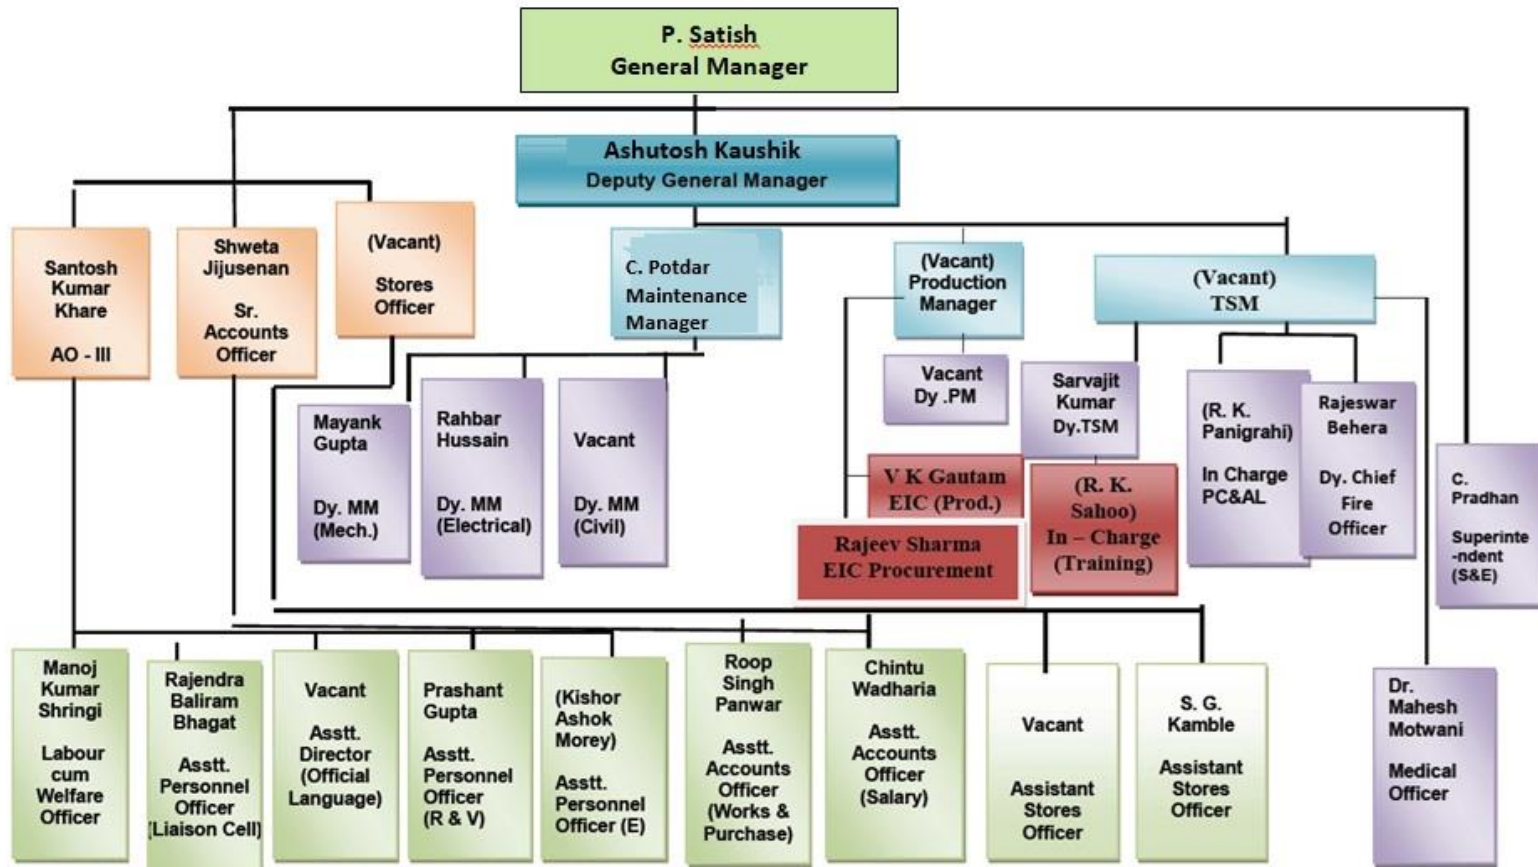 P. Satish
General Manager
Ashutosh Kaushik
Deputy General Manager
Santosh
Kumar
Khare
AO - III
Shweta
Jijusenan
Sr.
Accounts
Officer
(Vacant)
Stores
Officer
C. Potdar
Maintenance
Manager
(Vacant)
Production
Manager
(Vacant)
TSM
Mayank
Gupta
Dy. MM
(Mech.)
Rahbar
Hussain
Dy. MM
(Electrical)
Vacant
Dy. MM
(Civil)
Vacant
Dy .PM
Sarvajit
Kumar
Dy.TSM
(R. K.
Panigrahi)
In Charge
PC&AL
Rajeswar
Behera
Dy. Chief
Fire
Officer
C.
Pradhan
Superinte
-ndent
(S&E)
V K Gautam
EIC (Prod.)
Rajeev Sharma
EIC Procurement
(R. K.
Sahoo)
In – Charge
(Training)
Manoj
Kumar
Shringi
Labour
cum
Welfare
Officer
Rajendra
Baliram
Bhagat
Asstt.
Personnel
Officer
(Liaison Cell)
Vacant
Asstt.
Director
(Official
Language)
Prashant
Gupta
Asstt.
Personnel
Officer
(R & V)
(Kishor
Ashok
Morey)
Asstt.
Personnel
Officer (E)
Roop
Singh
Panwar
Asstt.
Accounts
Officer
(Works &
Purchase)
Chintu
Wadharia
Asstt.
Accounts
Officer
(Salary)
Vacant
Assistant
Stores
Officer
S. G.
Kamble
Assistant
Stores
Officer
Dr.
Mahesh
Motwani
Medical
Officer